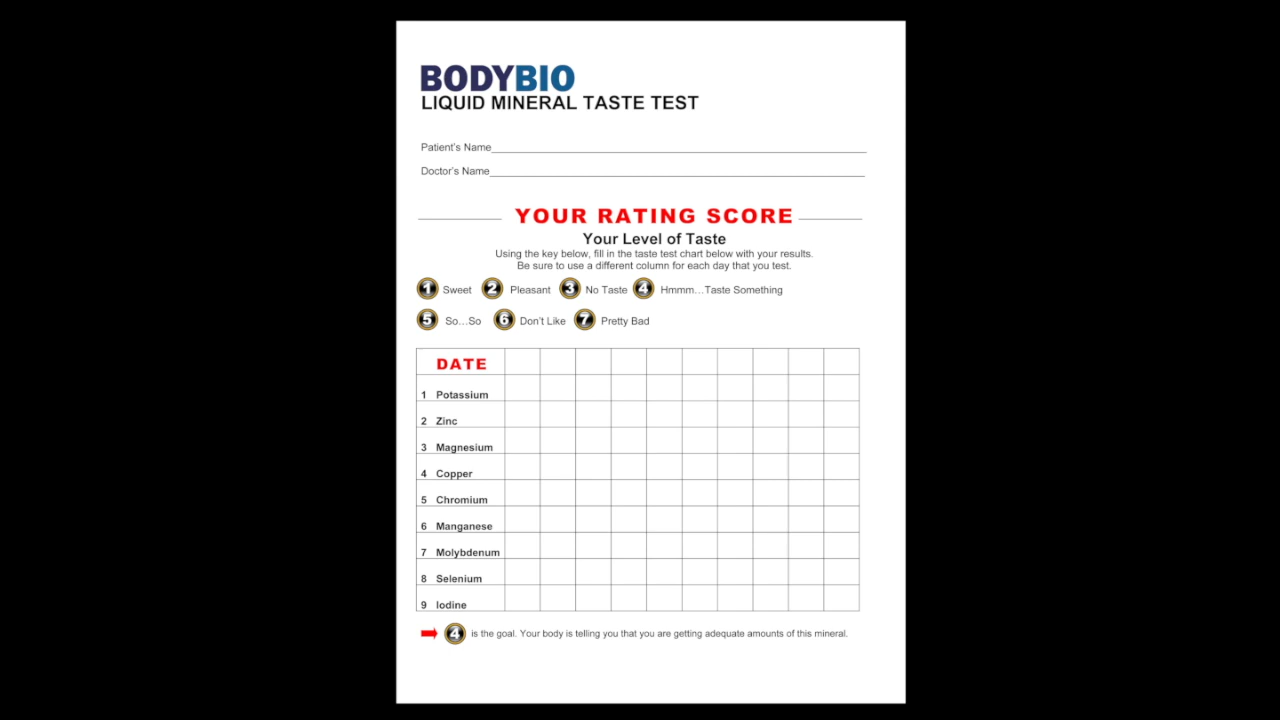 BODYBIO
LIQUID MINERAL TASTE TEST
Patient's Name
Doctor's Name
YOUR RATING SCORE
Your Level of Taste
Using the key below, fill in the taste test chart below with your results.
Be sure to use a different column for each day that you test.
1 Sweet 2 Pleasant 3 No Taste 4 Hmmm...Taste Something
5 So...So 6 Don't Like 7 Pretty Bad
DATE
1 Potassium
2 Zinc
3 Magnesium
4 Copper
5 Chromium
6 Manganese
7 Molybdenum
8 Selenium
9 Iodine
4 is the goal. Your body is telling you that you are getting adequate amounts of this mineral.